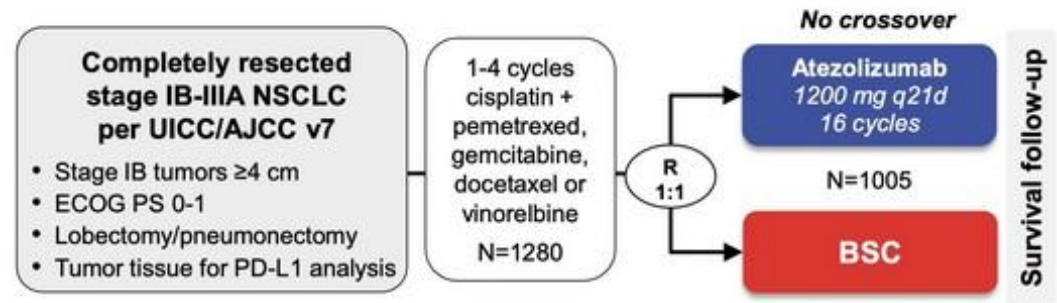 Completely resected
stage IB-IIIA NSCLC
per UICC/AJCC v7
• Stage IB tumors ≥4 cm
• ECOG PS 0-1
• Lobectomy/pneumonectomy
• Tumor tissue for PD-L1 analysis
1-4 cycles
cisplatin +
pemetrexed,
gemcitabine,
docetaxel or
vinorelbine
N=1280
R
1:1
No crossover
Atezolizumab
1200 mg q21d
16 cycles
N=1005
BSC
Survival follow-up